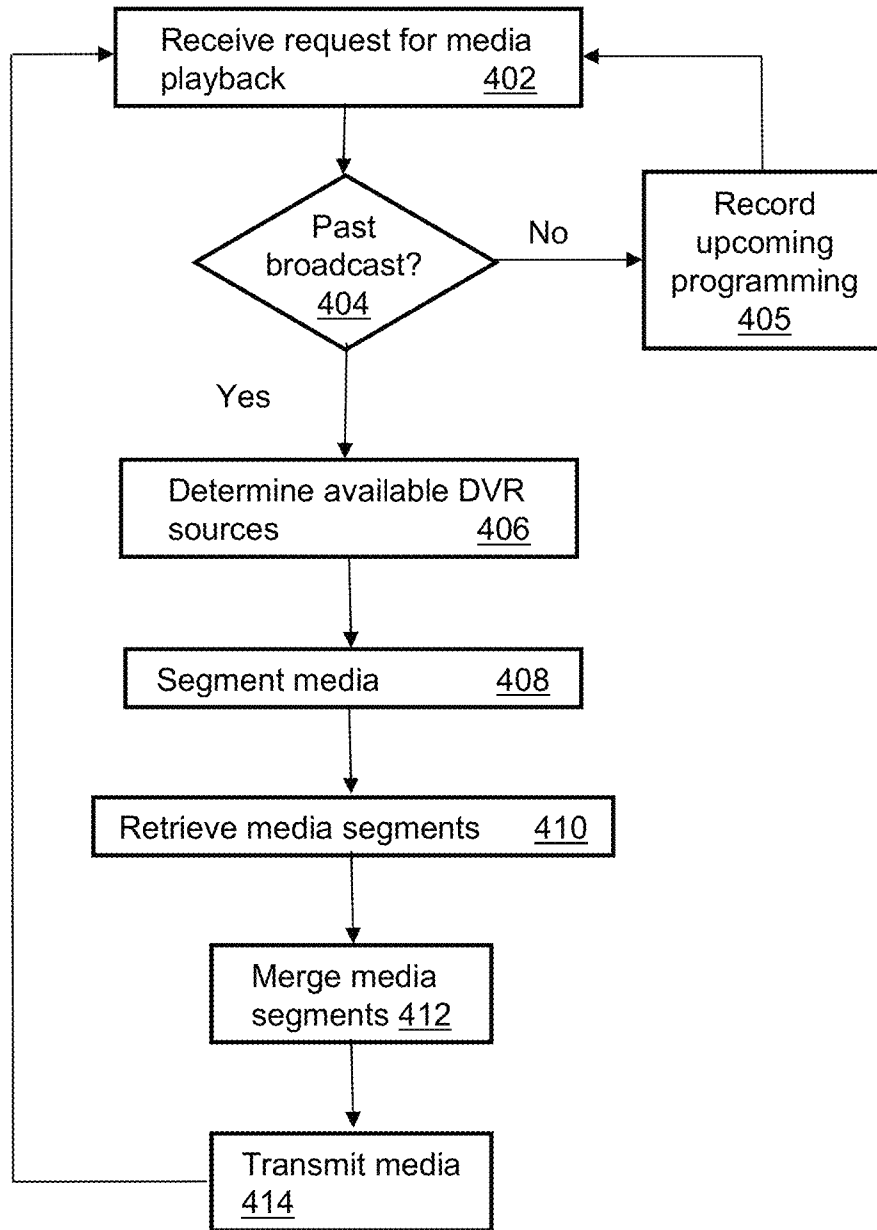 Receive request for media
playback 402
Past
broadcast?
404
No
Record
upcoming
programming
405
Yes
Determine available DVR
sources 406
Segment media 408
Retrieve media segments 410
Merge media
segments 412
Transmit media
414